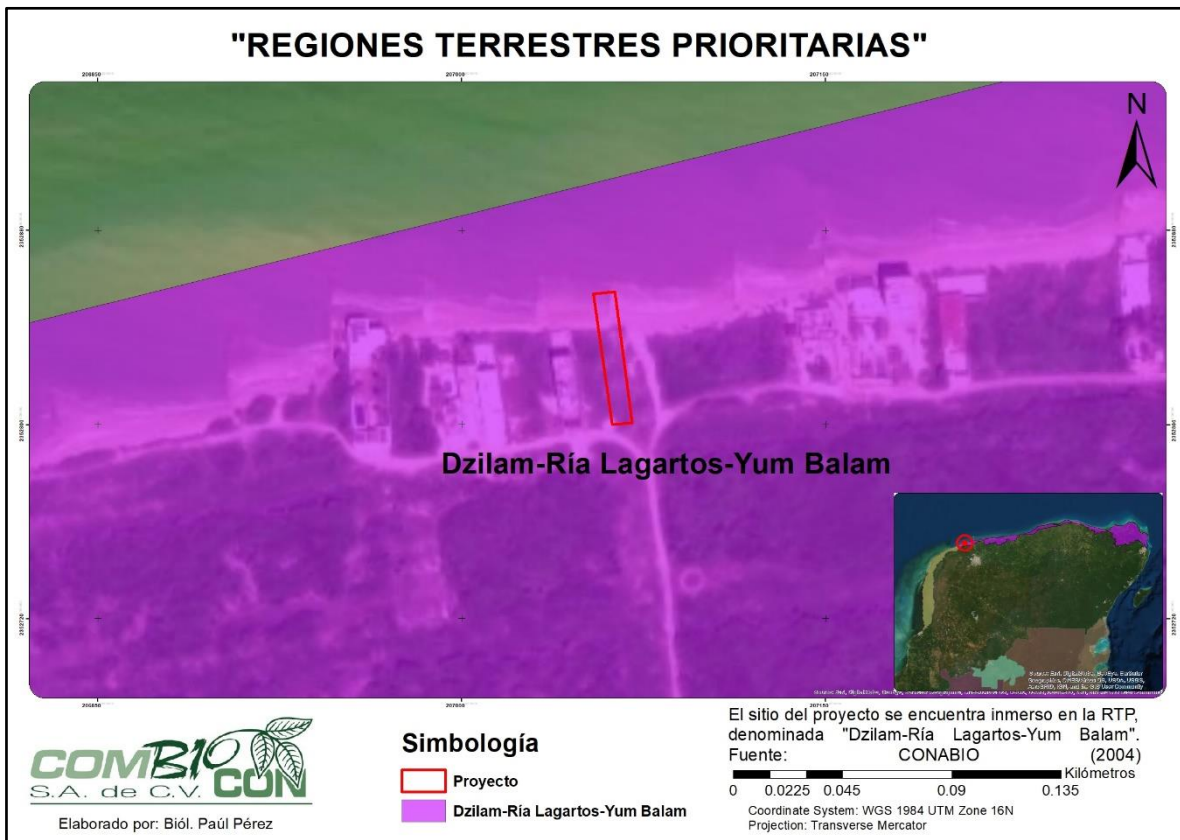 "REGIONES TERRESTRES PRIORITARIAS"
207150
N
Dzilam-Ría Lagartos-Yum Balam
COMBIOCON
S.A. de C.V.
Elaborado por: Biól. Paúl Pérez
Simbología
Proyecto
Dzilam-Ría Lagartos-Yum Balam
El sitio del proyecto se encuentra inmerso en la RTP,
denominada "Dzilam-Ría Lagartos-Yum Balam".
Fuente: CONABIO (2004)
Kilómetros
0 0.0225 0.045 0.09 0.135
Coordinate System: WGS 1984 UTM Zone 16N
Projection: Transverse Mercator